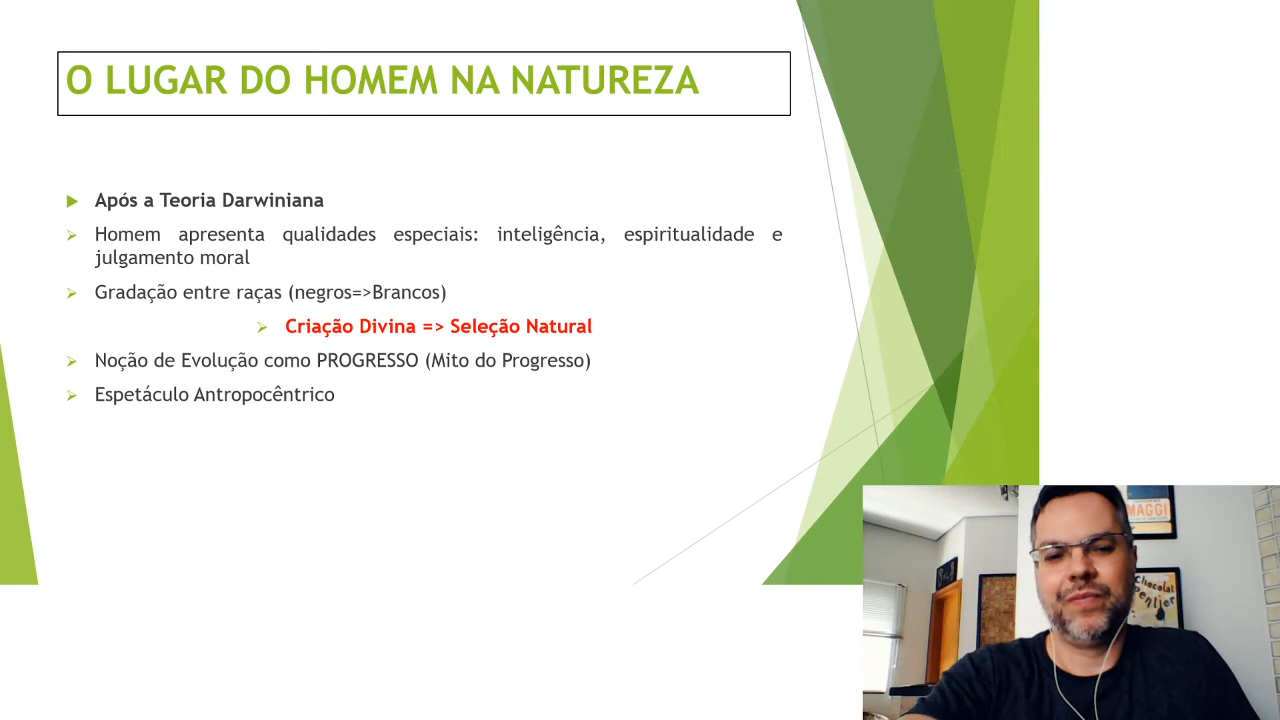 O LUGAR DO HOMEM NA NATUREZA
Após a Teoria Darwiniana
Homem apresenta qualidades especiais: inteligência, espiritualidade e
julgamento moral
Gradação entre raças (negros=>Brancos)
Criação Divina => Seleção Natural
Noção de Evolução como PROGRESSO (Mito do Progresso)
Espetáculo Antropocêntrico
MAGGI
Chocolat